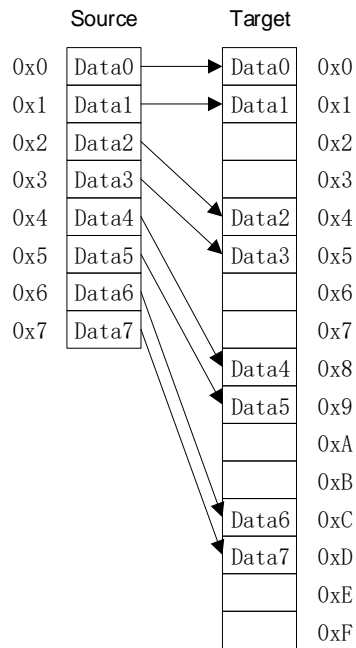 Source Target
0x0 Data0 Data0 0x0
0x1 Data1 Data1 0x1
0x2 Data2 0x2
0x3 Data3 0x3
0x4 Data4 Data2 0x4
0x5 Data5 Data3 0x5
0x6 Data6 0x6
0x7 Data7 0x7
Data4 0x8
Data5 0x9
0xA
0xB
Data6 0xC
Data7 0xD
0xE
0xF